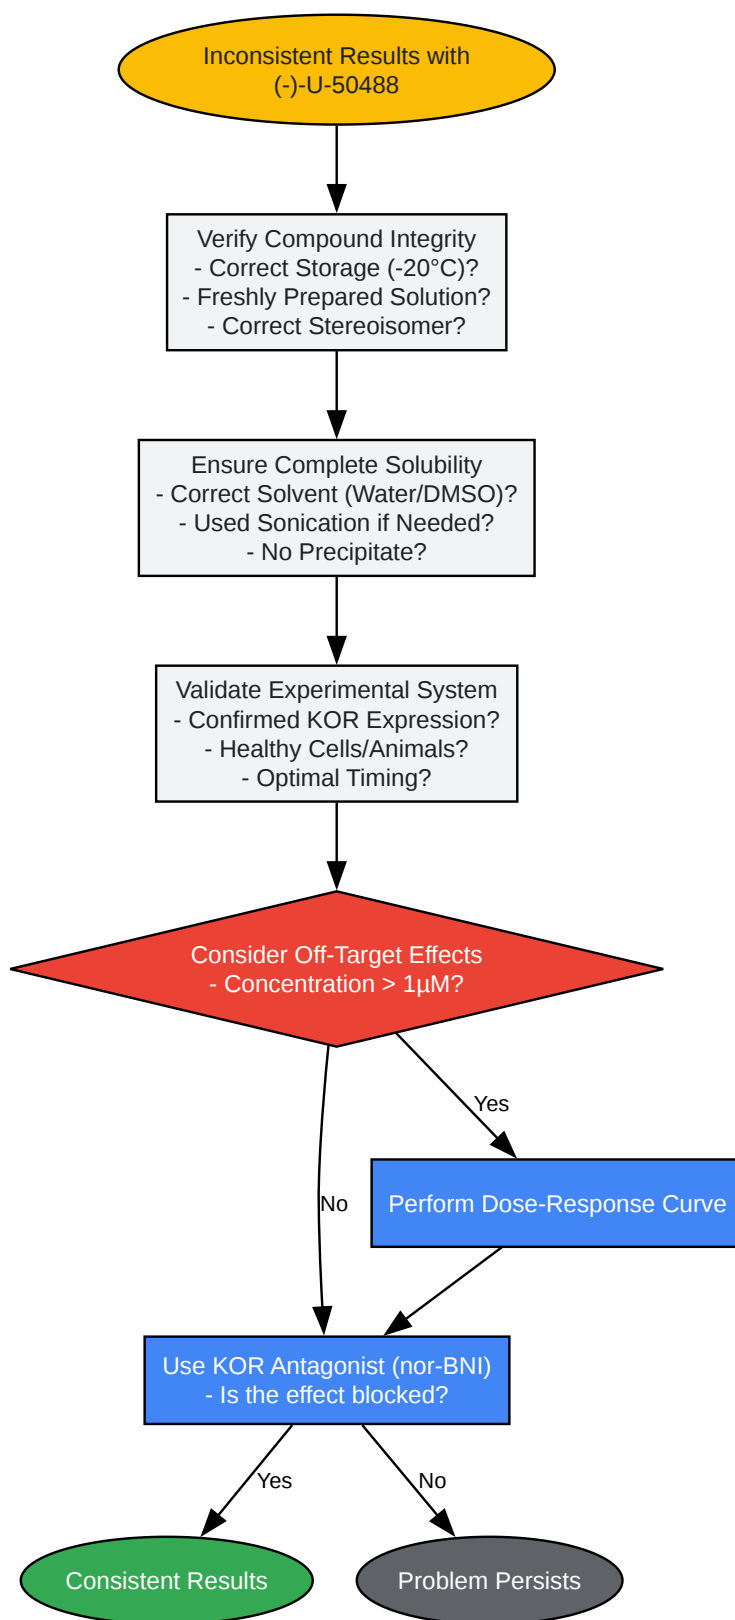 Inconsistent Results with
(-)-U-50488
Verify Compound Integrity
- Correct Storage (-20°C)?
- Freshly Prepared Solution?
- Correct Stereoisomer?
Ensure Complete Solubility
- Correct Solvent (Water/DMSO)?
- Used Sonication if Needed?
- No Precipitate?
Validate Experimental System
- Confirmed KOR Expression?
- Healthy Cells/Animals?
- Optimal Timing?
Consider Off-Target Effects
- Concentration > 1µM?
Yes
No
Perform Dose-Response Curve
Use KOR Antagonist (nor-BNI)
- Is the effect blocked?
Yes
No
Consistent Results
Problem Persists